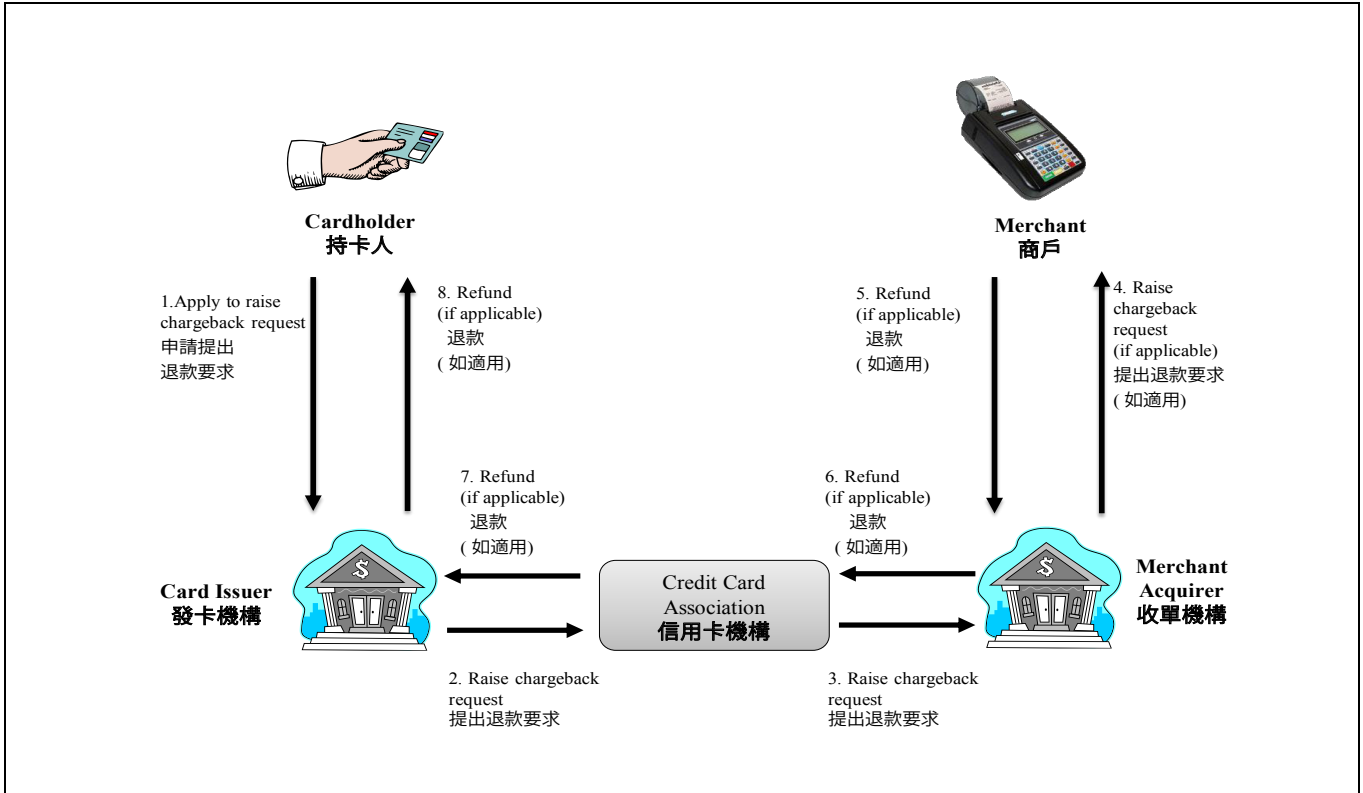 Cardholder
持卡人
Merchant
商戶
1.Apply to raise
chargeback request
申請提出
退款要求
8. Refund
(if applicable)
退款
( 如適用)
5. Refund
(if applicable)
退款
( 如適用)
4. Raise
chargeback
request
(if applicable)
提出退款要求
( 如適用)
7. Refund
(if applicable)
退款
( 如適用)
6. Refund
(if applicable)
退款
( 如適用)
Card Issuer
發卡機構
$
Credit Card
Association
信用卡機構
$
Merchant
Acquirer
收單機構
2. Raise chargeback
request
提出退款要求
3. Raise chargeback
request
提出退款要求